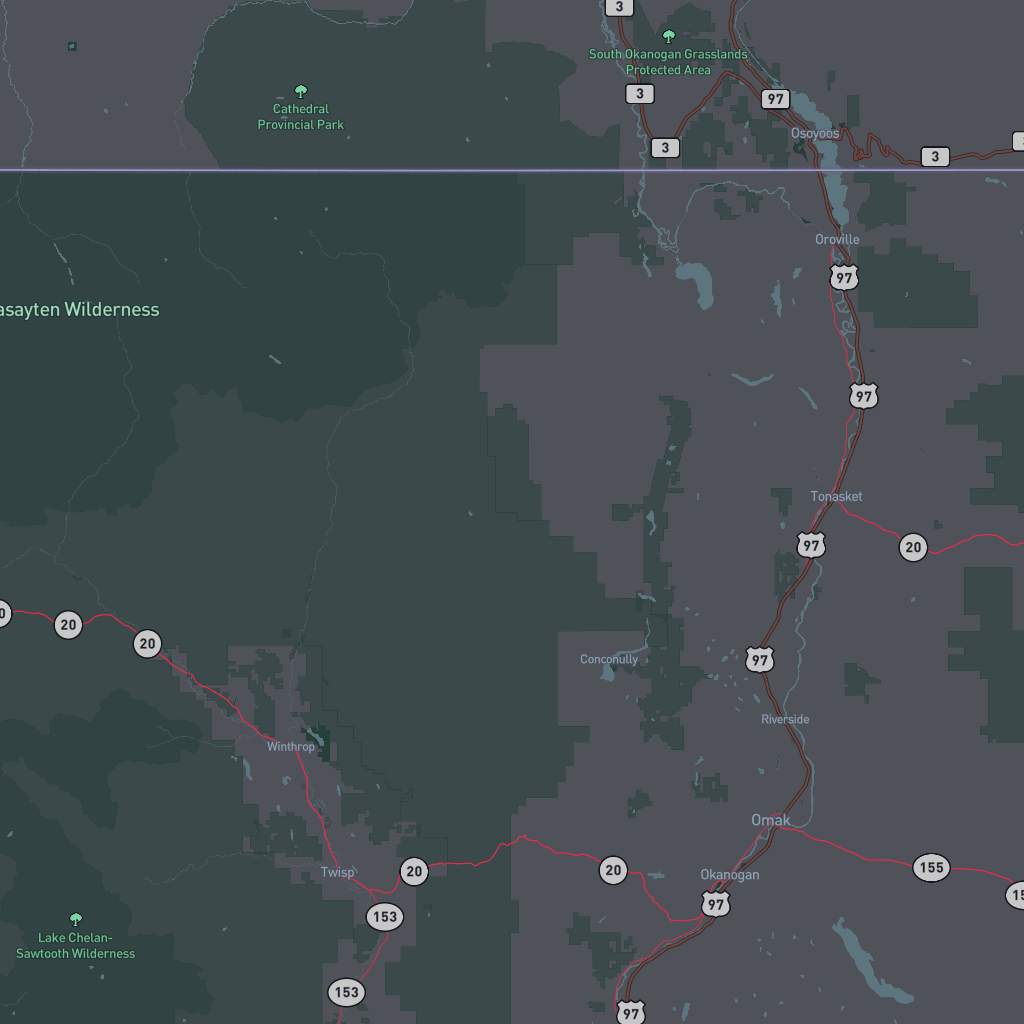 3
South Okanogan Grasslands
Protected Area
3
97
Cathedral
Provincial Park
Osoyoos
3
3
Oroville
97
asayten Wilderness
97
Tonasket
97
20
20
20
Conconully
97
Riverside
Winthrop
Omak
20
20
155
Twisp
Okanogan
97
153
Lake Chelan-
Sawtooth Wilderness
153
97